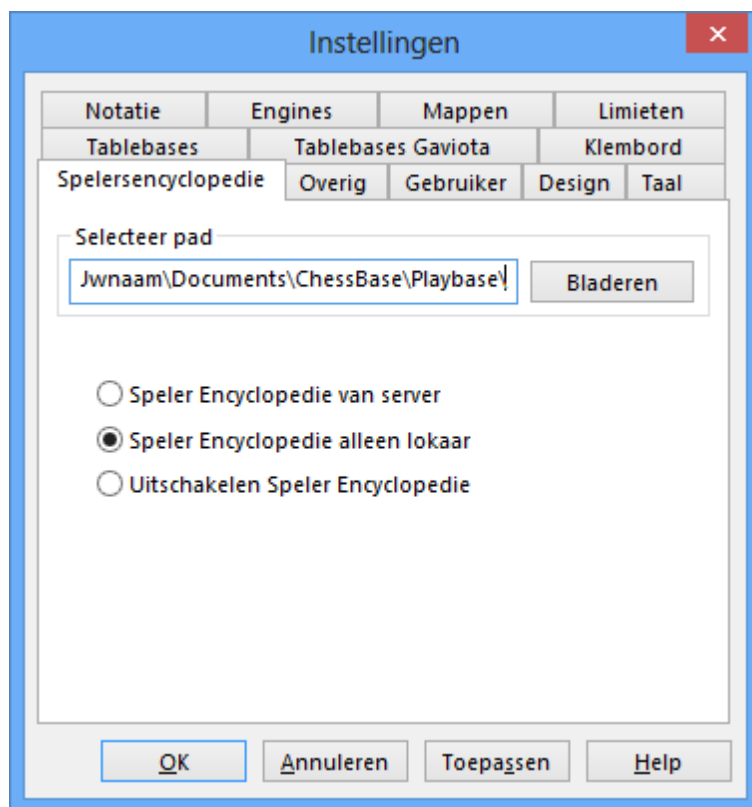 Instellingen
Notatie Engines Mappen Limieten
Tablebases Tablebases Gaviota Klembord
Spelersencyclopedie Overig Gebruiker Design Taal
Selecteer pad
Jwnaam\Documents\ChessBase\Playbase\ Bladeren
Speler Encyclopedie van server
Speler Encyclopedie alleen lokaar
Uitschakelen Speler Encyclopedie
OK Annuleren Toepassen Help